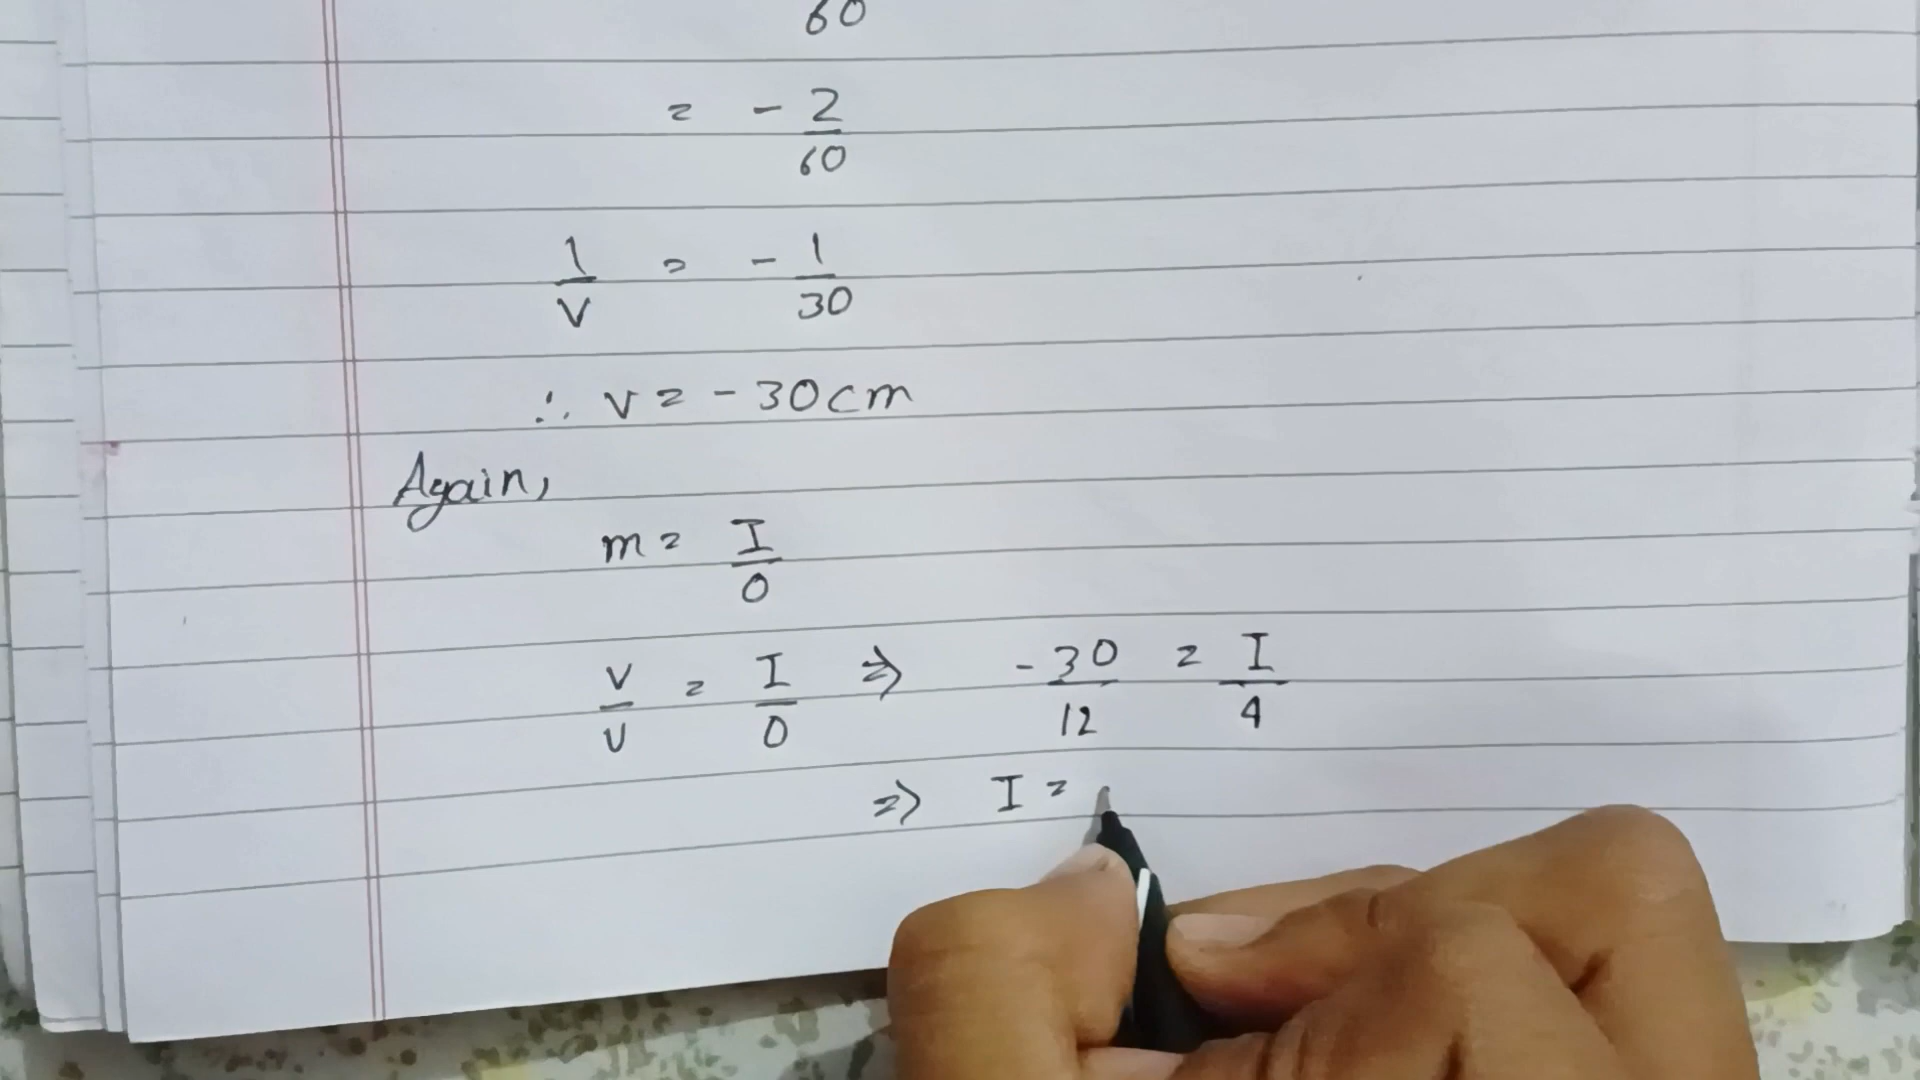 60
= - 2/60
1/v = - 1/30
∴ v = - 30cm
Again,
m = I/O
v/u = I/O ⇒ -30/12 = I/4
⇒ I =